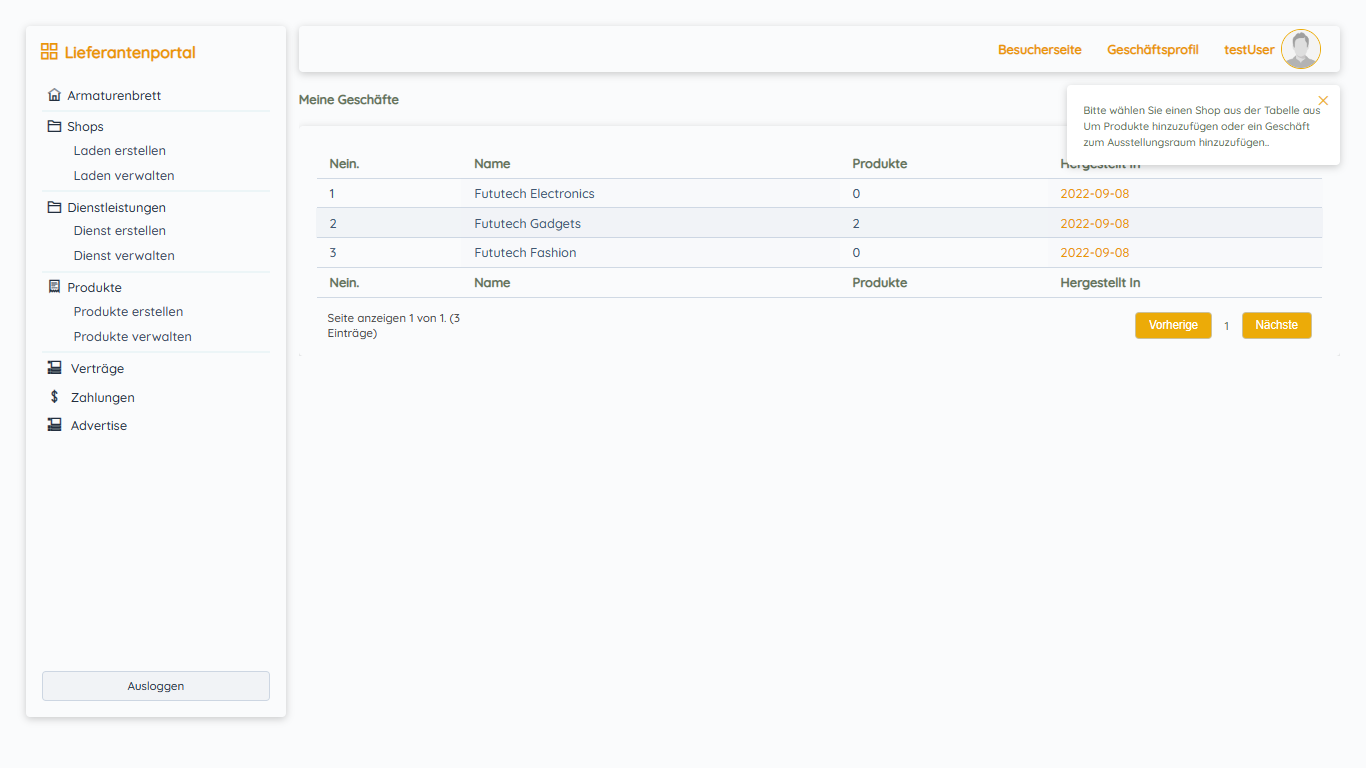 Lieferantenportal
Armaturenbrett
Shops
Laden erstellen
Laden verwalten
Dienstleistungen
Dienst erstellen
Dienst verwalten
Produkte
Produkte erstellen
Produkte verwalten
Verträge
Zahlungen
Advertise
Ausloggen
Besucherseite Geschäftsprofil testUser
Meine Geschäfte
Bitte wählen Sie einen Shop aus der Tabelle aus
Um Produkte hinzuzufügen oder ein Geschäft
zum Ausstellungsraum hinzuzufügen..
Nein. Name Produkte Hergestellt In
1 Fututech Electronics 0 2022-09-08
2 Fututech Gadgets 2 2022-09-08
3 Fututech Fashion 0 2022-09-08
Nein. Name Produkte Hergestellt In
Seite anzeigen 1 von 1. (3
Einträge)
Vorherige 1 Nächste